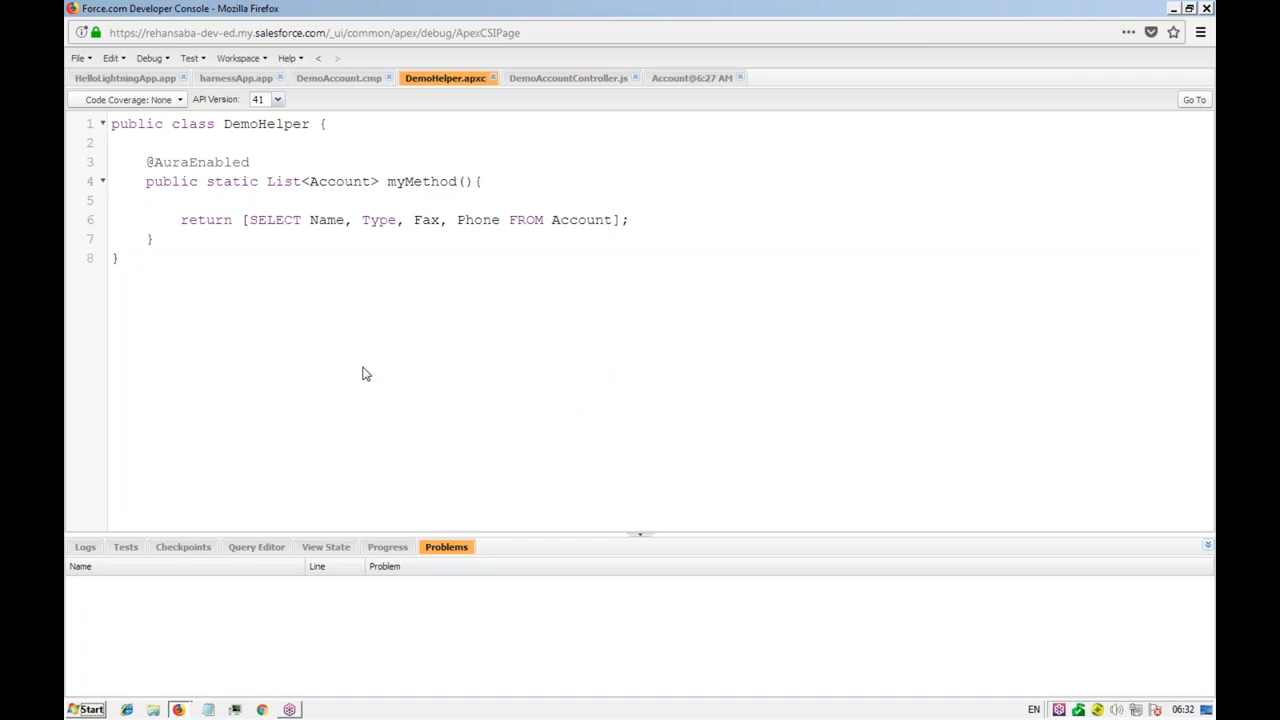 Force.com Developer Console - Mozilla Firefox
https://rehansaba-dev-ed.my.salesforce.com/_ui/common/apex/debug/ApexCSIPage
File Edit Debug Test Workspace Help < >
HelloLightningApp.app harnessApp.app DemoAccount.cmp DemoHelper.apxc DemoAccountController.js Account@6:27 AM
Code Coverage: None API Version: 41 Go To
1 public class DemoHelper {
2
3 @AuraEnabled
4 public static List<Account> myMethod(){
5
6 return [SELECT Name, Type, Fax, Phone FROM Account];
7 }
8 }
Logs Tests Checkpoints Query Editor View State Progress Problems
Name Line Problem
Start EN 06:32